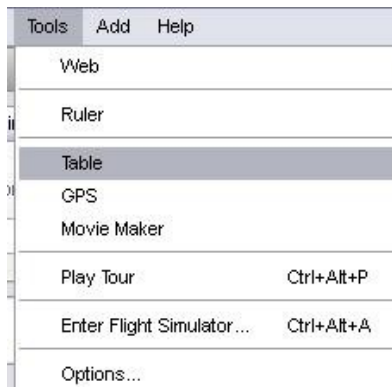 Tools Add Help
Web
Ruler
Table
GPS
Movie Maker
Play Tour Ctrl+Alt+P
Enter Flight Simulator... Ctrl+Alt+A
Options...